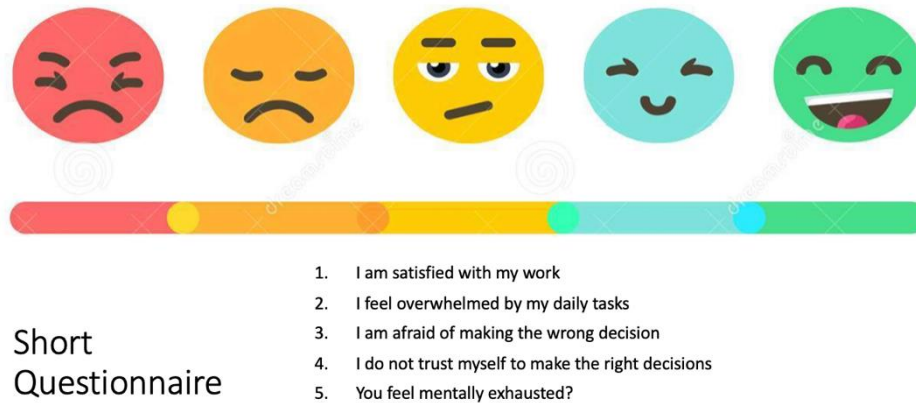 1. I am satisfied with my work
2. I feel overwhelmed by my daily tasks
3. I am afraid of making the wrong decision
4. I do not trust myself to make the right decisions
5. You feel mentally exhausted?
Short
Questionnaire